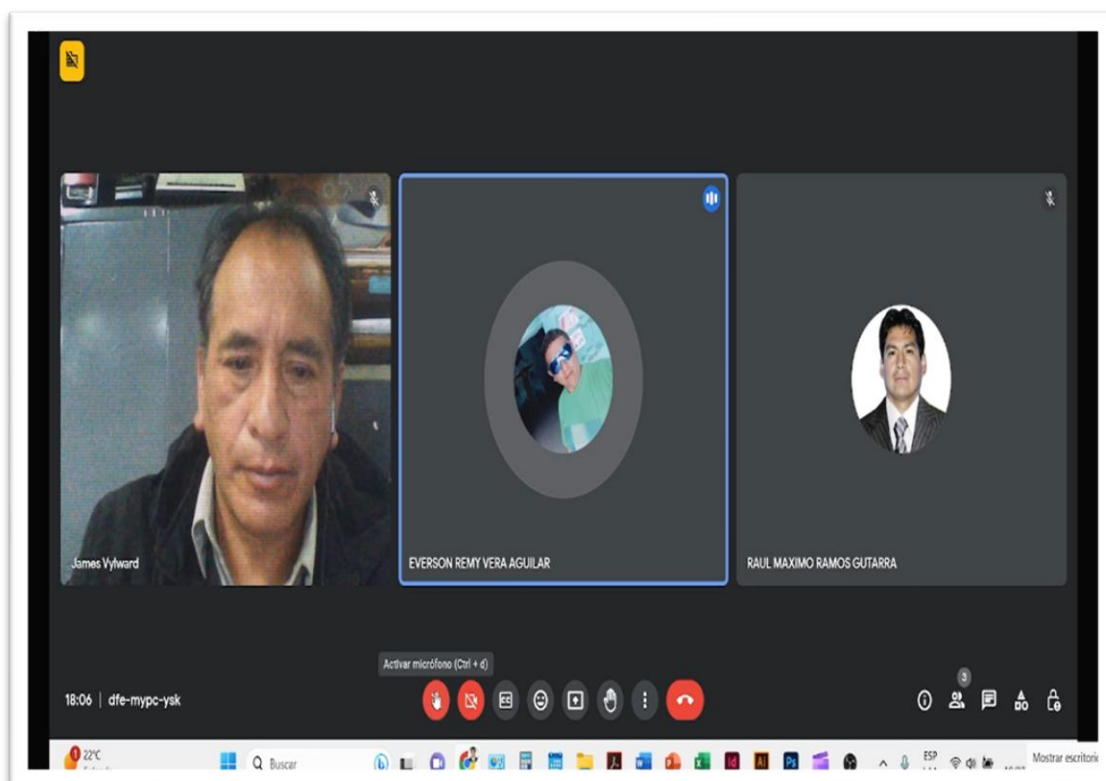 James Vylward
EVERSON REMY VERA AGUILAR
RAUL MAXIMO RAMOS GUTARRA
Activar micrófono (Ctrl + d)
18:06 | dfe-mypc-ysk
3
1
22°C
Buscar
ESP
Mostrar escritorio